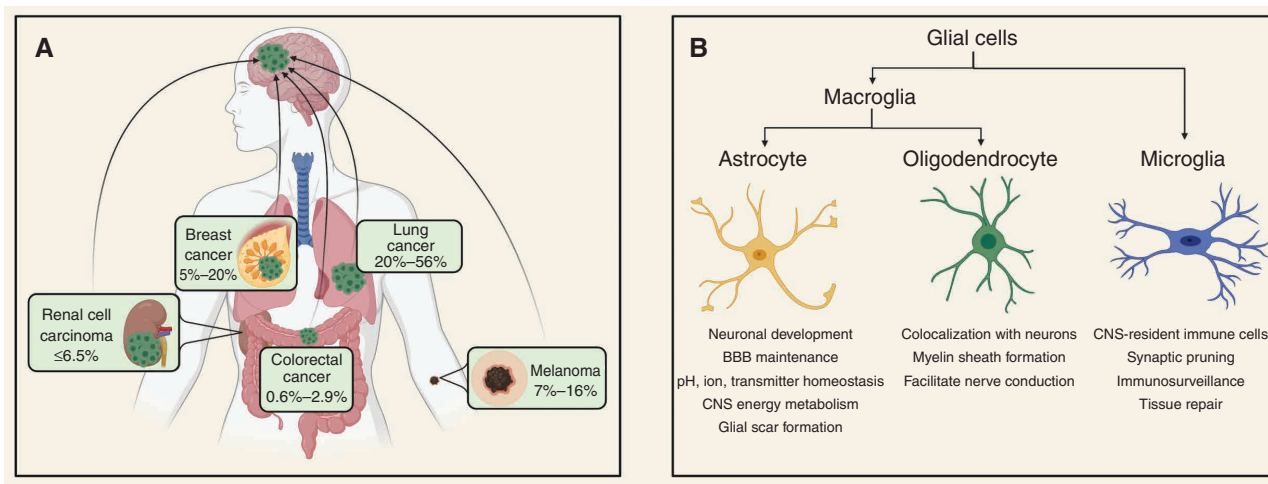 A
Breast
cancer
5%–20%
Lung
cancer
20%–56%
Renal cell
carcinoma
≤6.5%
Colorectal
cancer
0.6%–2.9%
Melanoma
7%–16%
B
Glial cells
Macroglia
Astrocyte
Oligodendrocyte
Microglia
Neuronal development
BBB maintenance
pH, ion, transmitter homeostasis
CNS energy metabolism
Glial scar formation
Colocalization with neurons
Myelin sheath formation
Facilitate nerve conduction
CNS-resident immune cells
Synaptic pruning
Immunosurveillance
Tissue repair